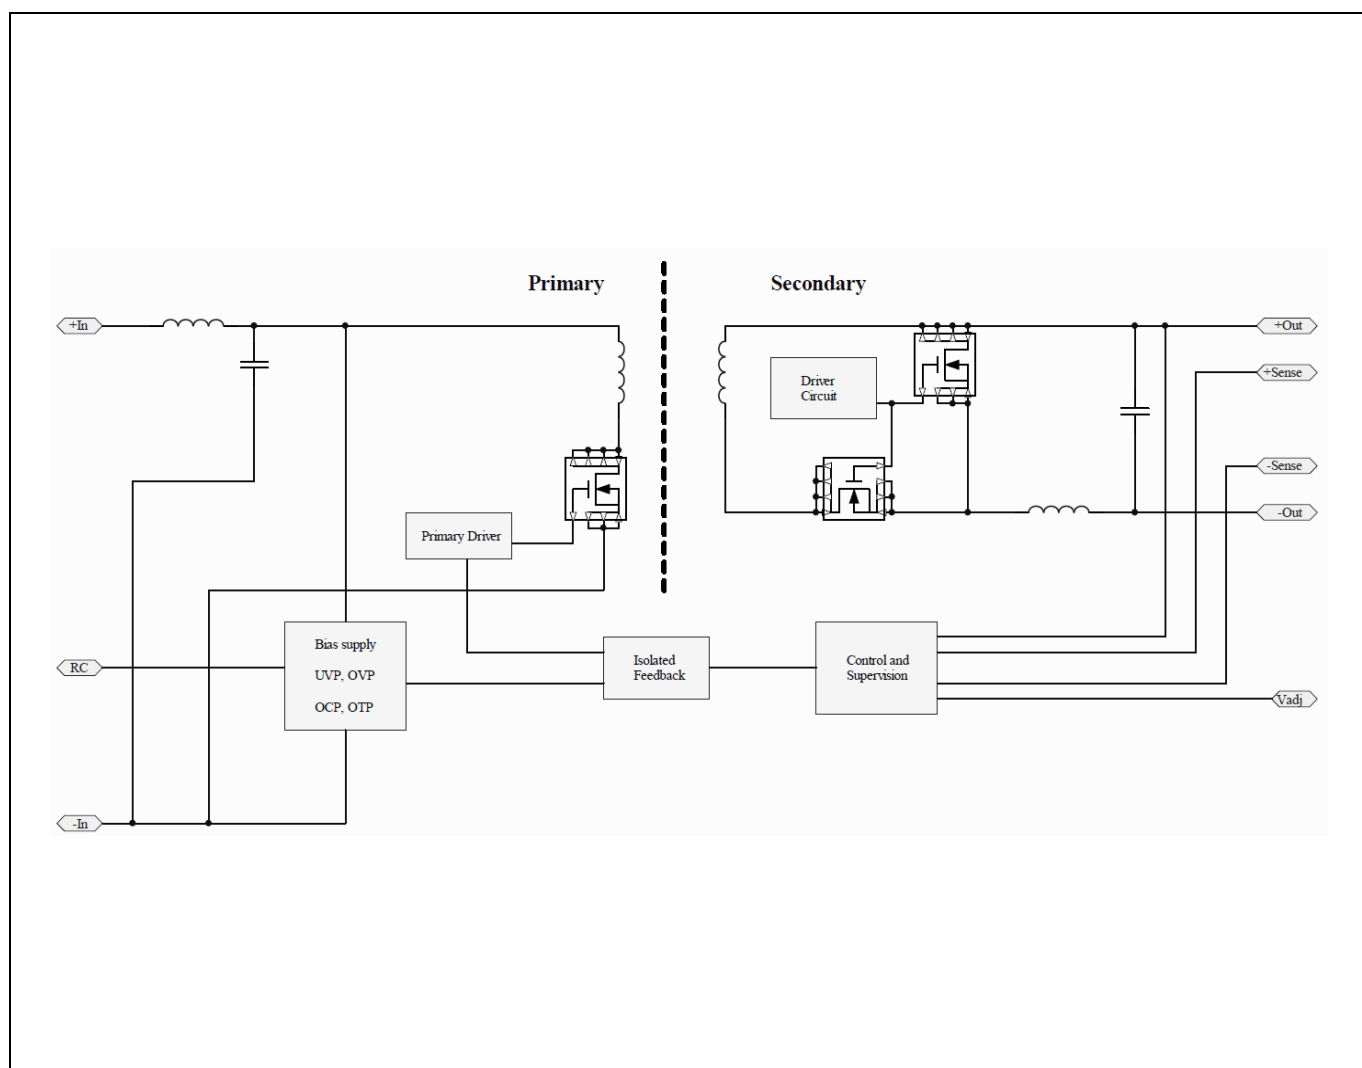 Primary
Secondary
+In
+Out
Driver
Circuit
+Sense
-Sense
-Out
Primary Driver
Bias supply
UVP, OVP
OCP, OTP
RC
Isolated
Feedback
Control and
Supervision
Vadj
-In